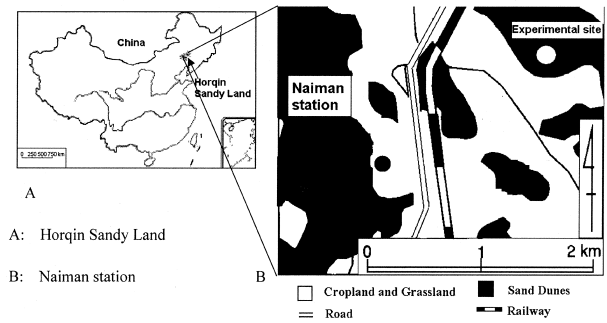 China
Horqin
Sandy Land
0 250 500 750 km
A
A: Horqin Sandy Land
B: Naiman station
Experimental site
Naiman
station
0 1 2 km
B
Cropland and Grassland
Sand Dunes
Road
Railway